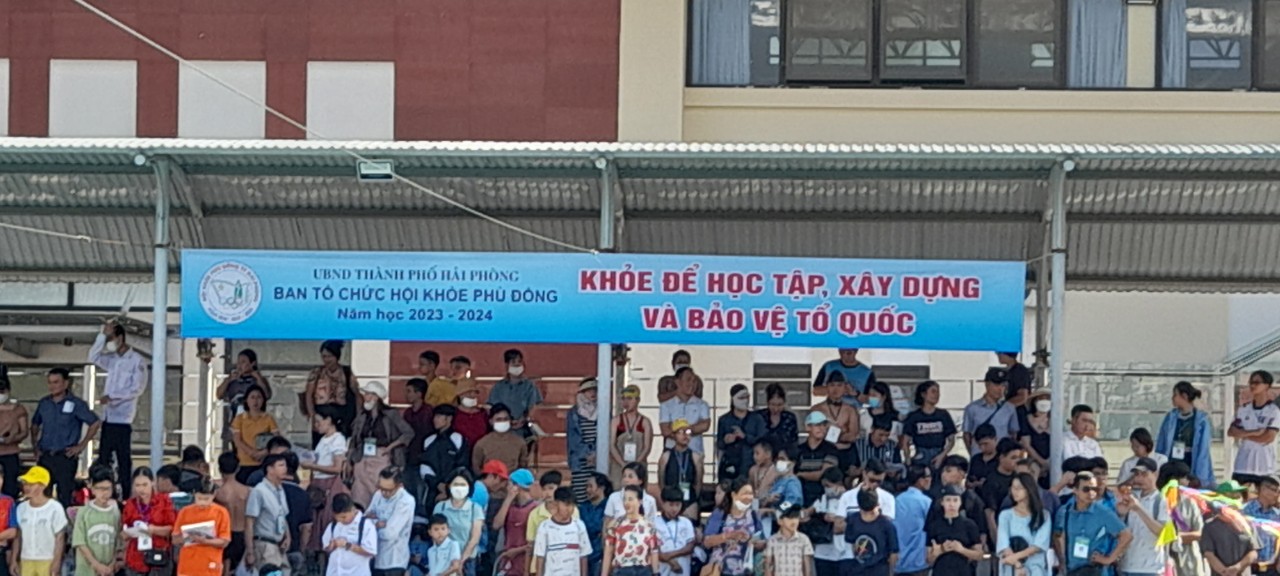 UBND THÀNH PHỐ HẢI PHÒNG
BAN TỔ CHỨC HỘI KHỎE PHÙ ĐỔNG
Năm học 2023 - 2024
KHỎE ĐỂ HỌC TẬP, XÂY DỰNG
VÀ BẢO VỆ TỔ QUỐC